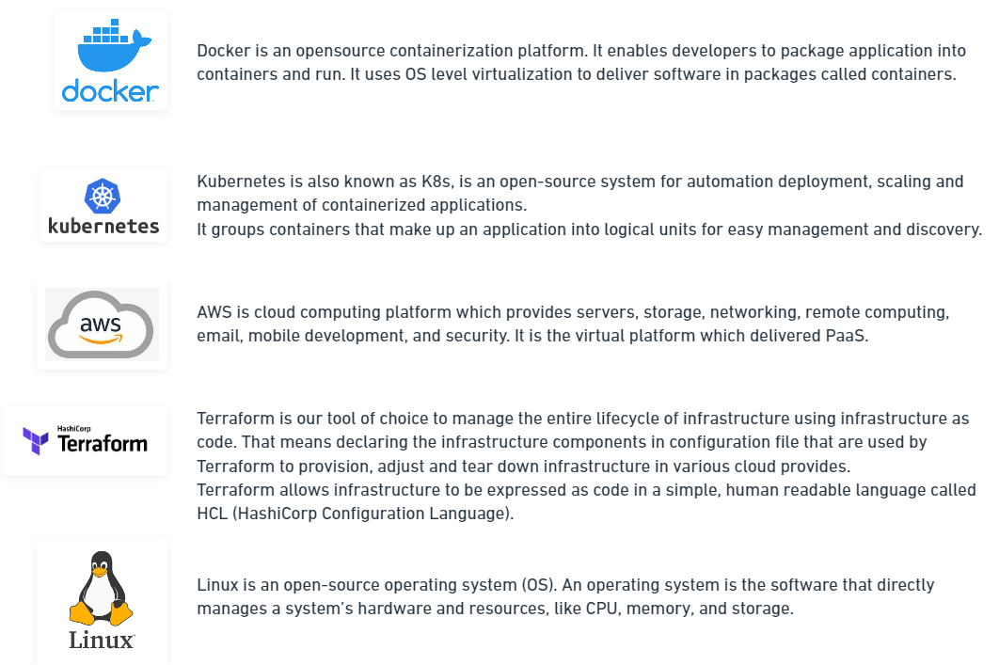 docker
Docker is an opensource containerization platform. It enables developers to package application into
containers and run. It uses OS level virtualization to deliver software in packages called containers.
kubernetes
Kubernetes is also known as K8s, is an open-source system for automation deployment, scaling and
management of containerized applications.
It groups containers that make up an application into logical units for easy management and discovery.
aws
AWS is cloud computing platform which provides servers, storage, networking, remote computing,
email, mobile development, and security. It is the virtual platform which delivered PaaS.
HashiCorp
Terraform
Terraform is our tool of choice to manage the entire lifecycle of infrastructure using infrastructure as
code. That means declaring the infrastructure components in configuration file that are used by
Terraform to provision, adjust and tear down infrastructure in various cloud provides.
Terraform allows infrastructure to be expressed as code in a simple, human readable language called
HCL (HashiCorp Configuration Language).
Linux
Linux is an open-source operating system (OS). An operating system is the software that directly
manages a system’s hardware and resources, like CPU, memory, and storage.